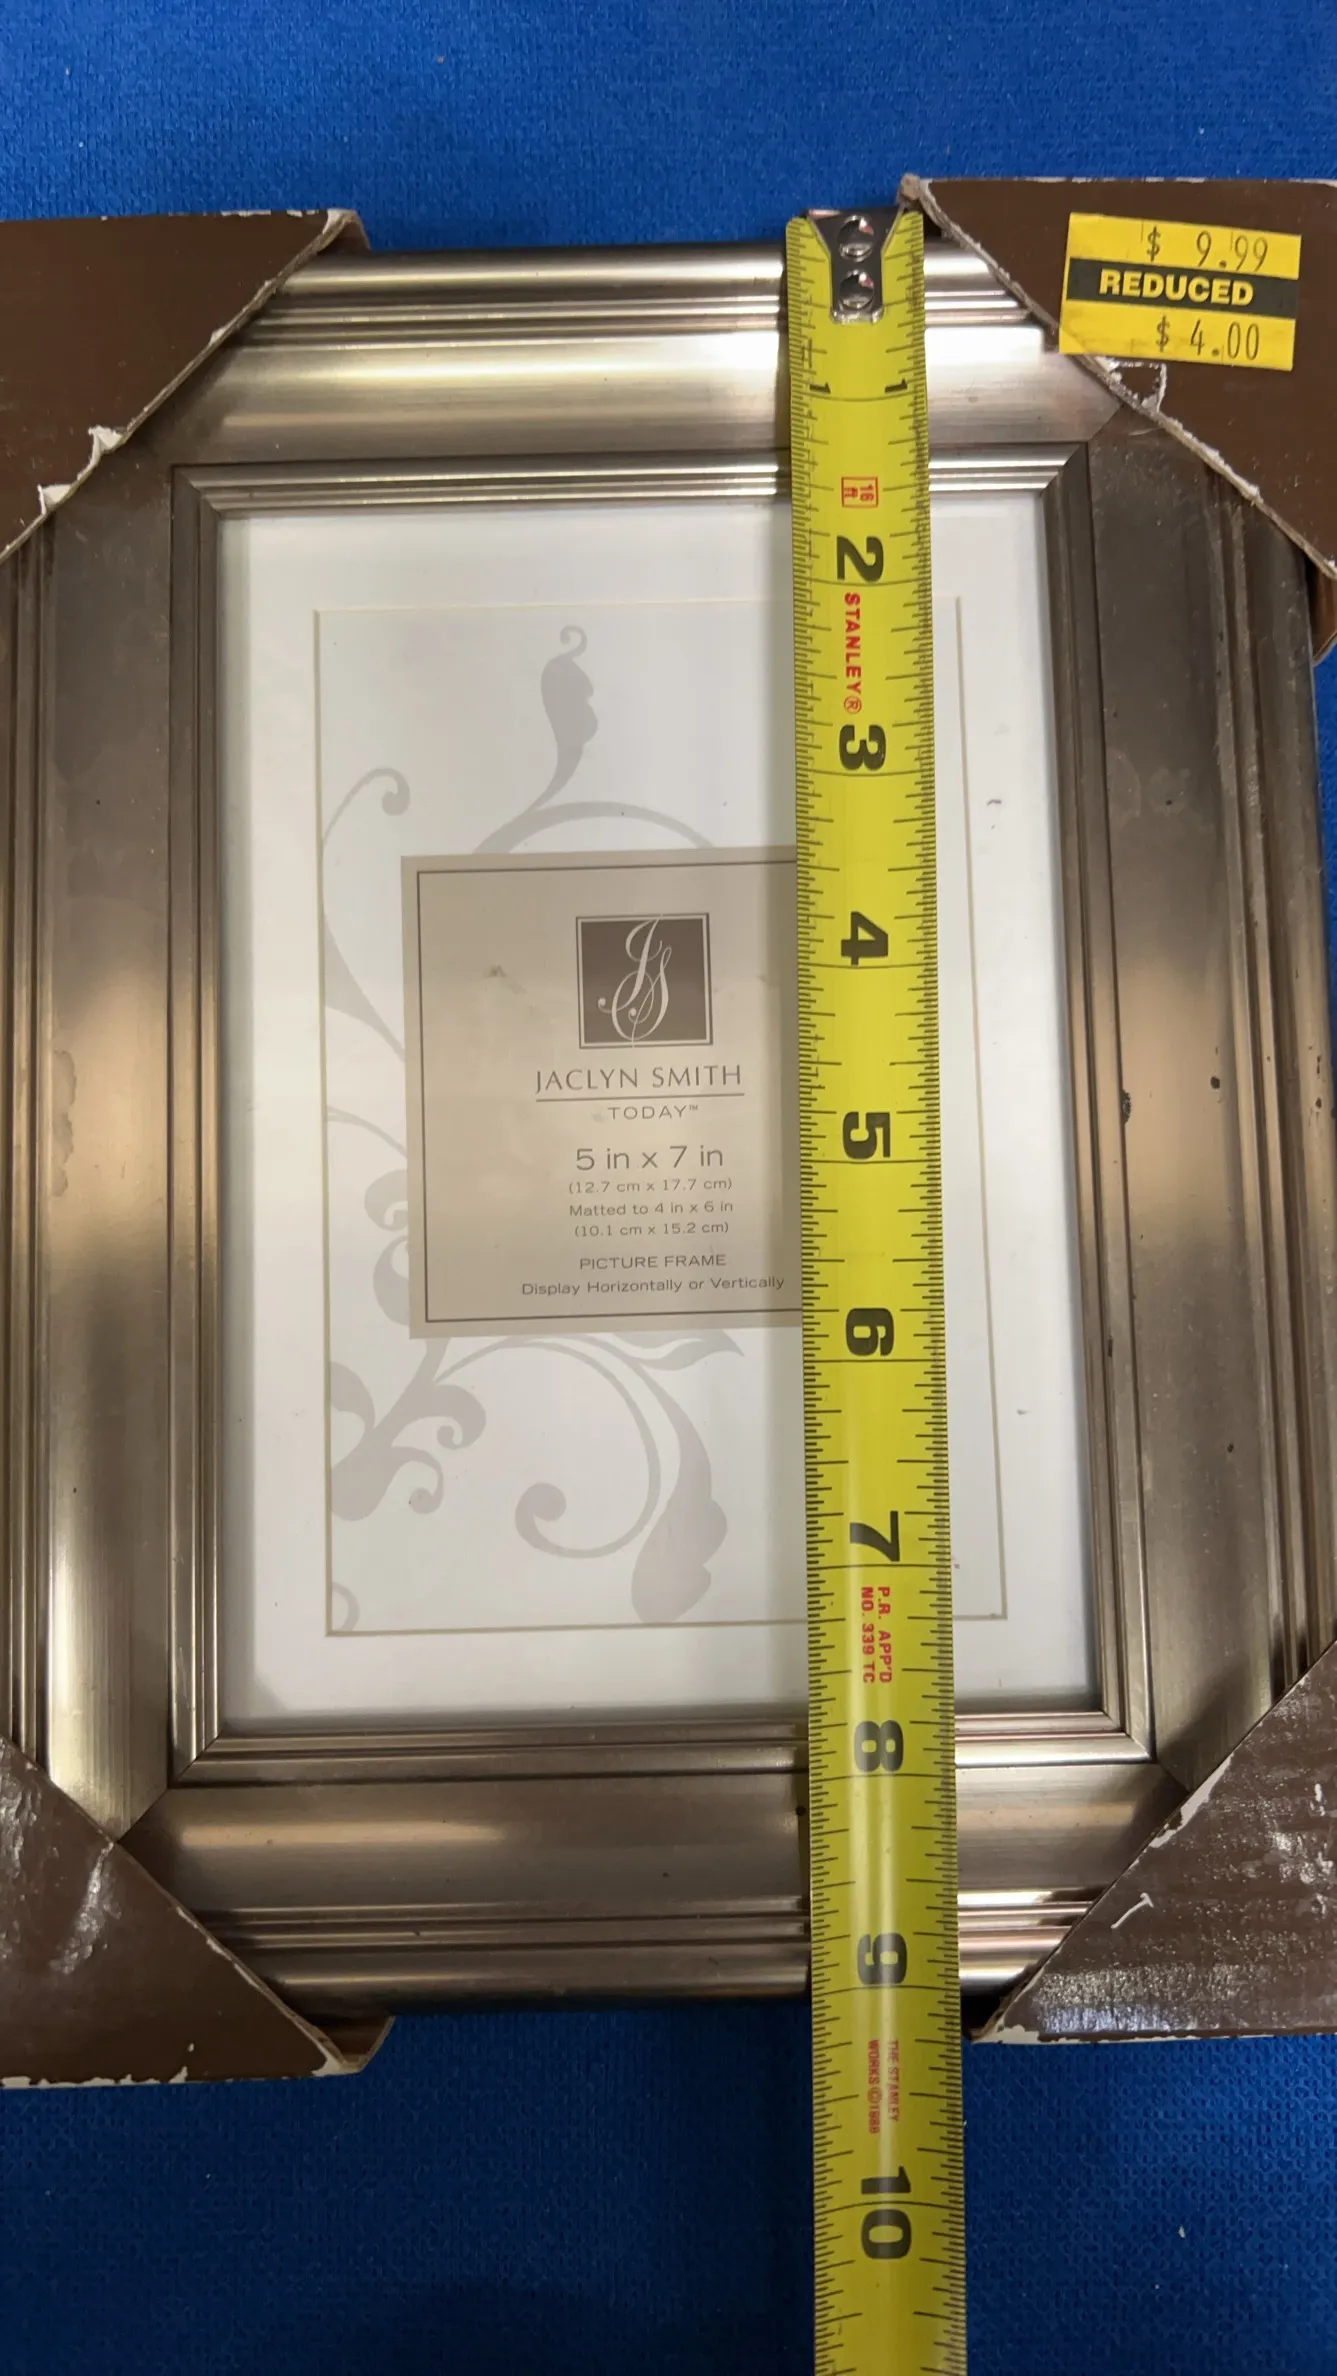 $ 9.99
REDUCED
$ 4.00
1 1
16 ft
2
STANLEY®
3
4
5
6
7
P.R. APP'D
NO. 339 TC
8
9
THE STANLEY
WORKS ©1988
10
JS
JACLYN SMITH
TODAY™
5 in x 7 in
(12.7 cm x 17.7 cm)
Matted to 4 in x 6 in
(10.1 cm x 15.2 cm)
PICTURE FRAME
Display Horizontally or Vertically